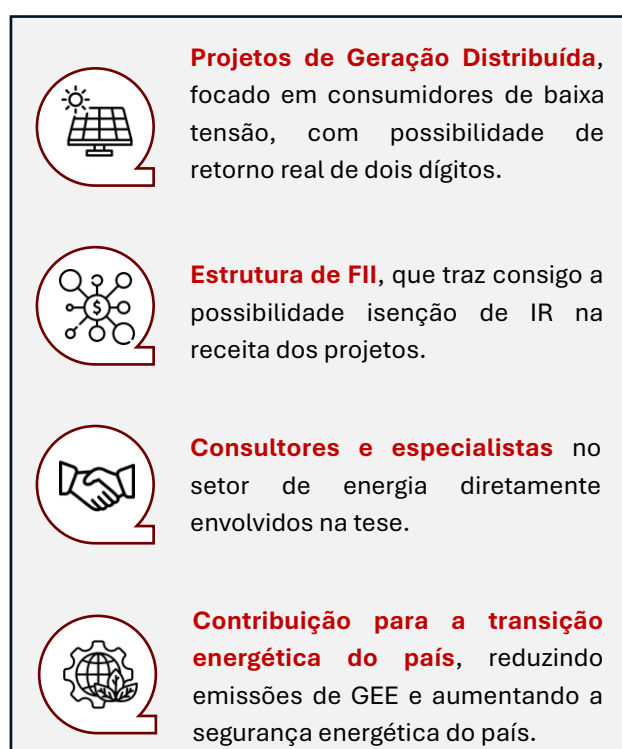 Projetos de Geração Distribuída,
focado em consumidores de baixa
tensão, com possibilidade de
retorno real de dois dígitos.
Estrutura de FII, que traz consigo a
possibilidade isenção de IR na
receita dos projetos.
Consultores e especialistas no
setor de energia diretamente
envolvidos na tese.
Contribuição para a transição
energética do país, reduzindo
emissões de GEE e aumentando a
segurança energética do país.